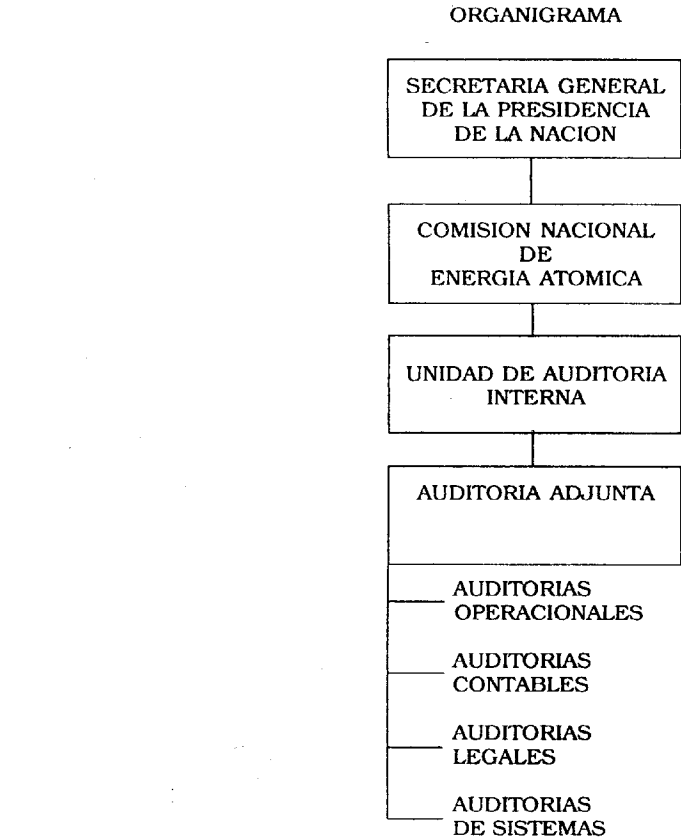 ORGANIGRAMA
SECRETARIA GENERAL
DE LA PRESIDENCIA
DE LA NACION
COMISION NACIONAL
DE
ENERGIA ATOMICA
UNIDAD DE AUDITORIA
INTERNA
AUDITORIA ADJUNTA
AUDITORIAS
OPERACIONALES
AUDITORIAS
CONTABLES
AUDITORIAS
LEGALES
AUDITORIAS
DE SISTEMAS